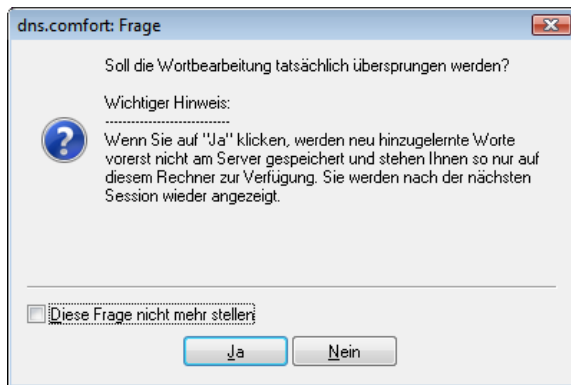 dns.comfort: Frage
Soll die Wortbearbeitung tatsächlich übersprungen werden?
Wichtiger Hinweis:
----------------------------
Wenn Sie auf "Ja" klicken, werden neu hinzugelernte Worte
vorerst nicht am Server gespeichert und stehen Ihnen so nur auf
diesem Rechner zur Verfügung. Sie werden nach der nächsten
Session wieder angezeigt.
Diese Frage nicht mehr stellen
Ja Nein